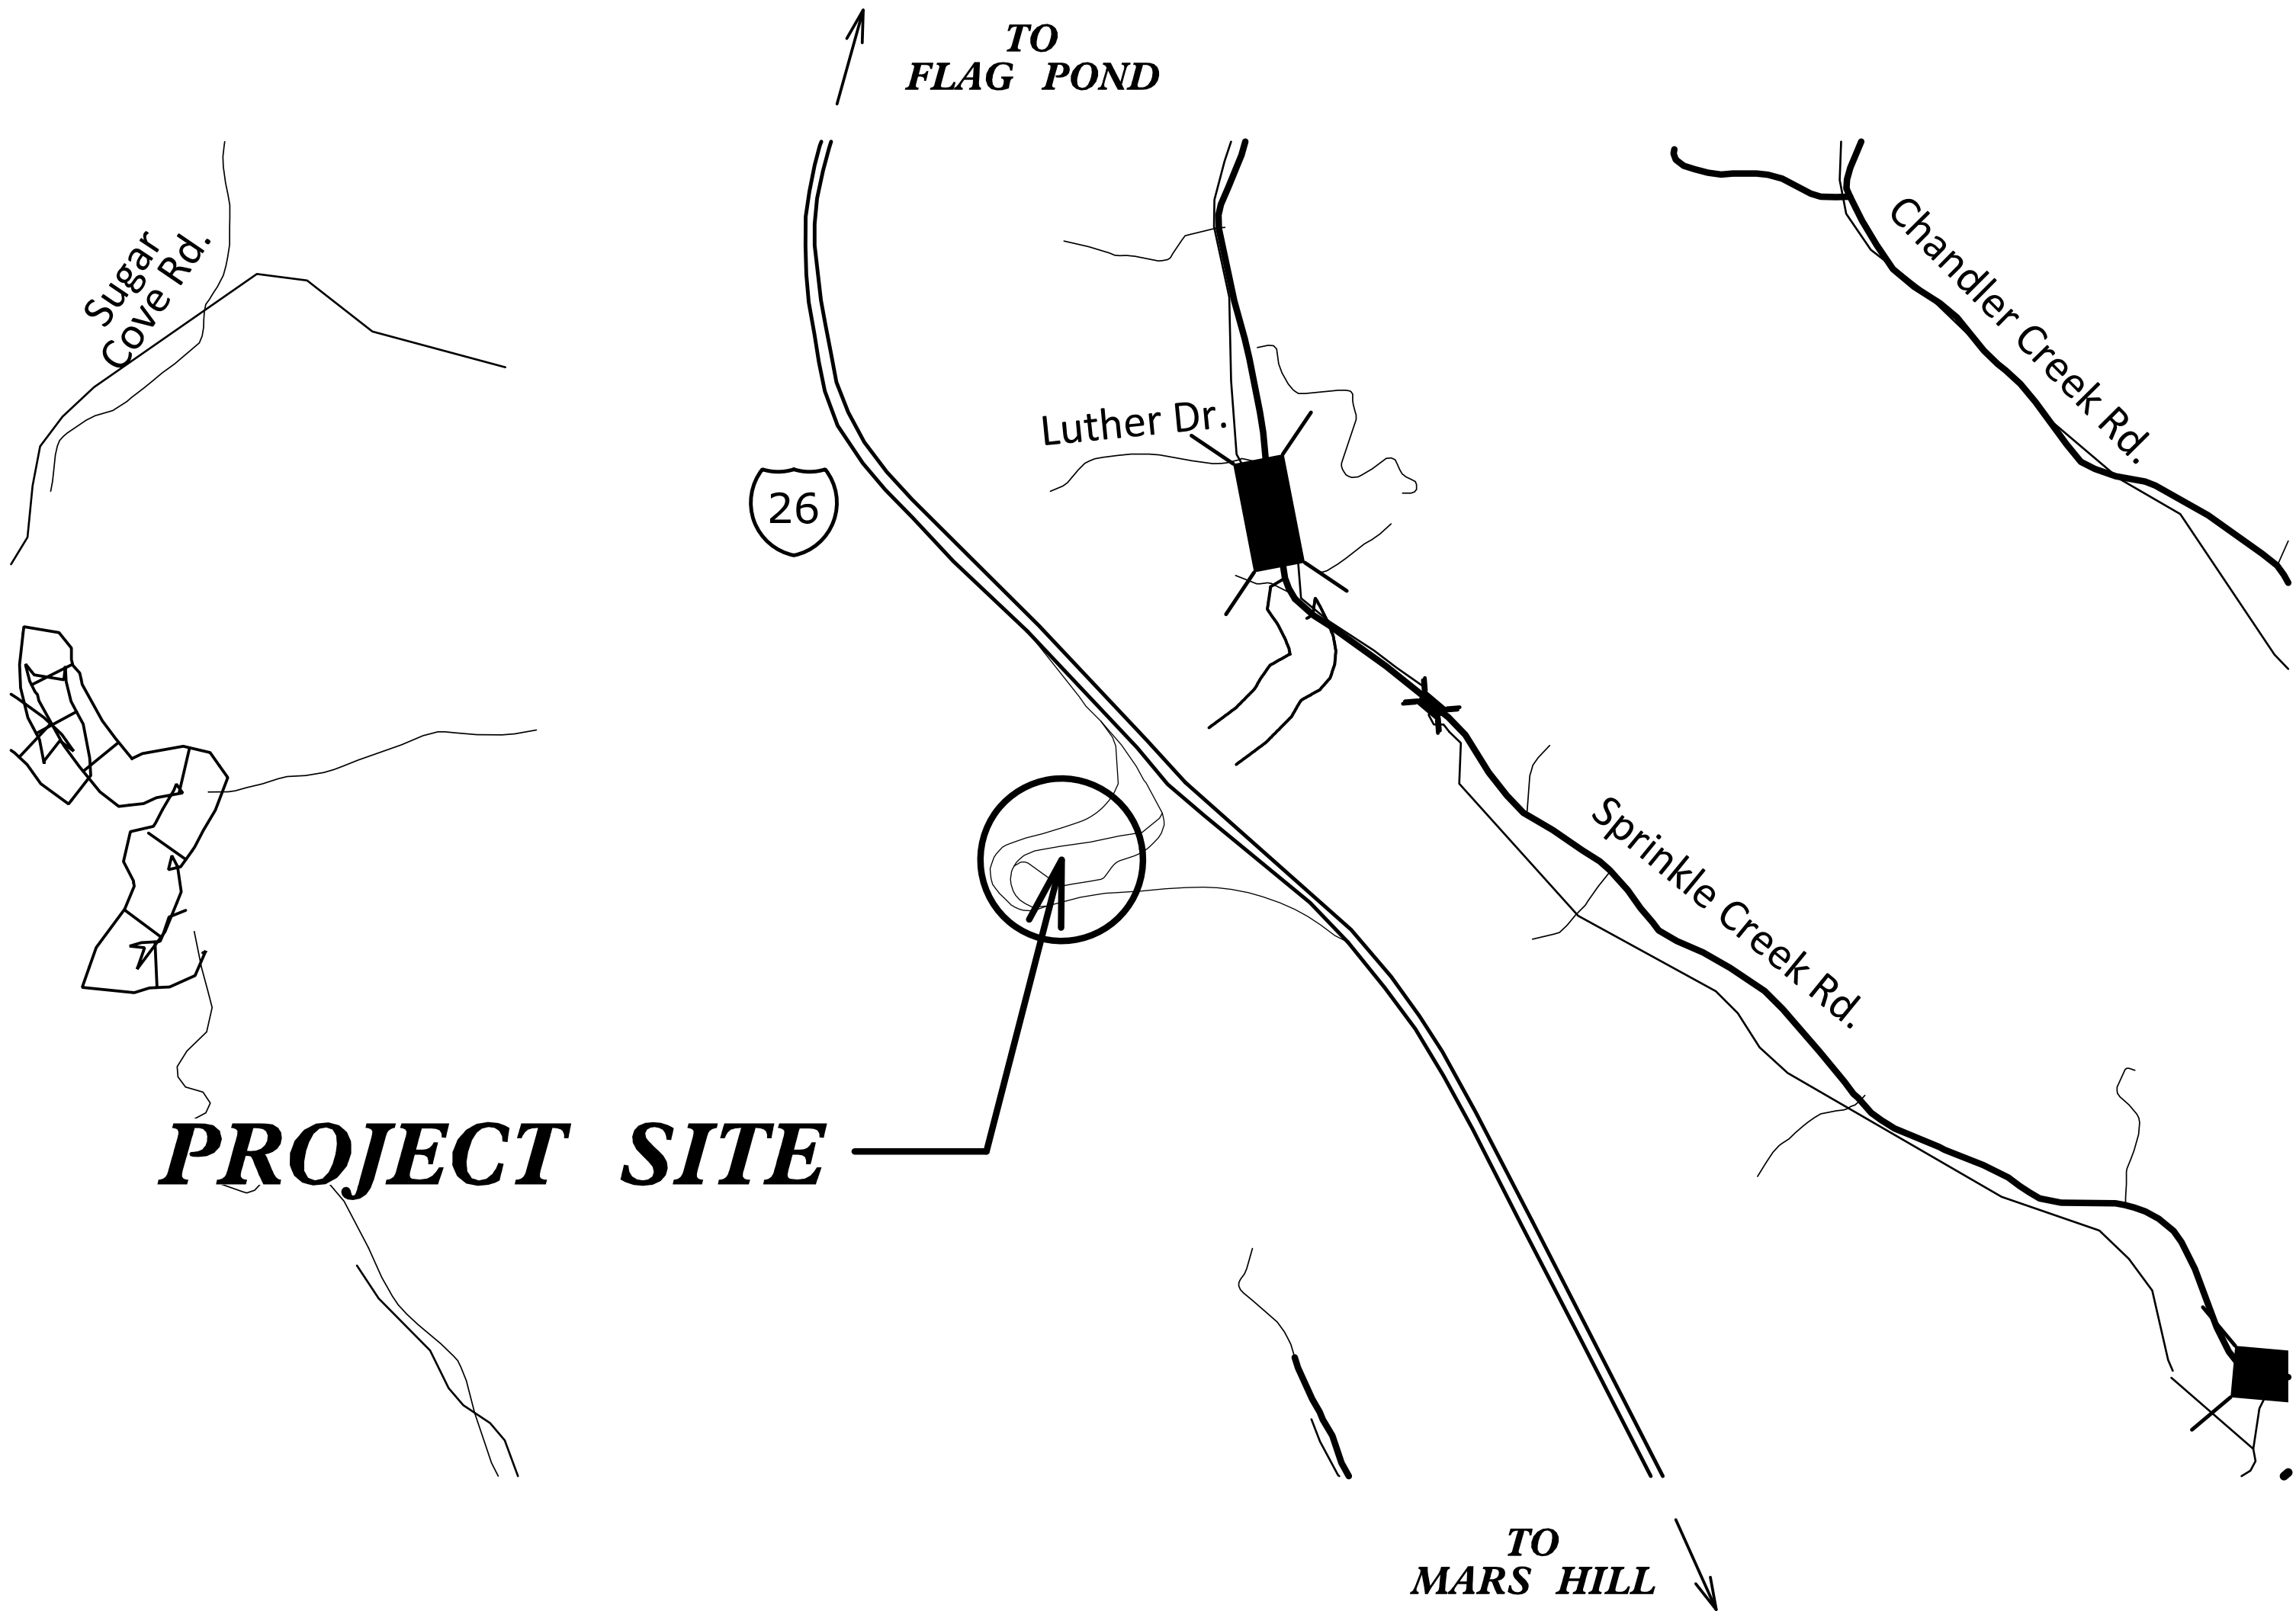 TO
FLAG POND
Sugar
Cove Rd.
Chandler Creek Rd.
Luther Dr.
26
Sprinkle Creek Rd.
PROJECT SITE
TO
MARS HILL